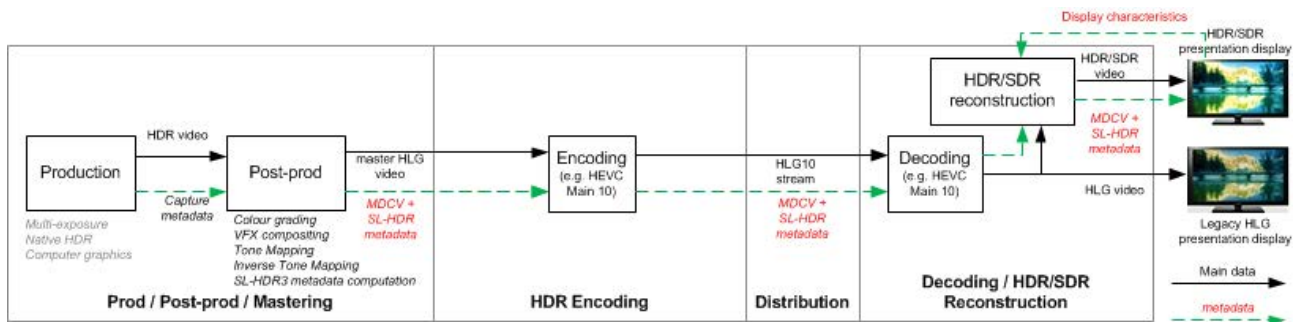 Display characteristics
HDR/SDR
presentation display
HDR/SDR
video
HDR/SDR
reconstruction
MDCV +
SL-HDR
metadata
HDR video
Production
Post-prod
master HLG
video
Encoding
(e.g. HEVC
Main 10)
HLG10
stream
Decoding
(e.g. HEVC
Main 10)
HLG video
Capture
metadata
MDCV +
SL-HDR
metadata
MDCV +
SL-HDR
metadata
Multi-exposure
Native HDR
Computer graphics
Colour grading
VFX compositing
Tone Mapping
Inverse Tone Mapping
SL-HDR3 metadata computation
Legacy HLG
presentation display
Prod / Post-prod / Mastering
HDR Encoding
Distribution
Decoding / HDR/SDR
Reconstruction
Main data
metadata